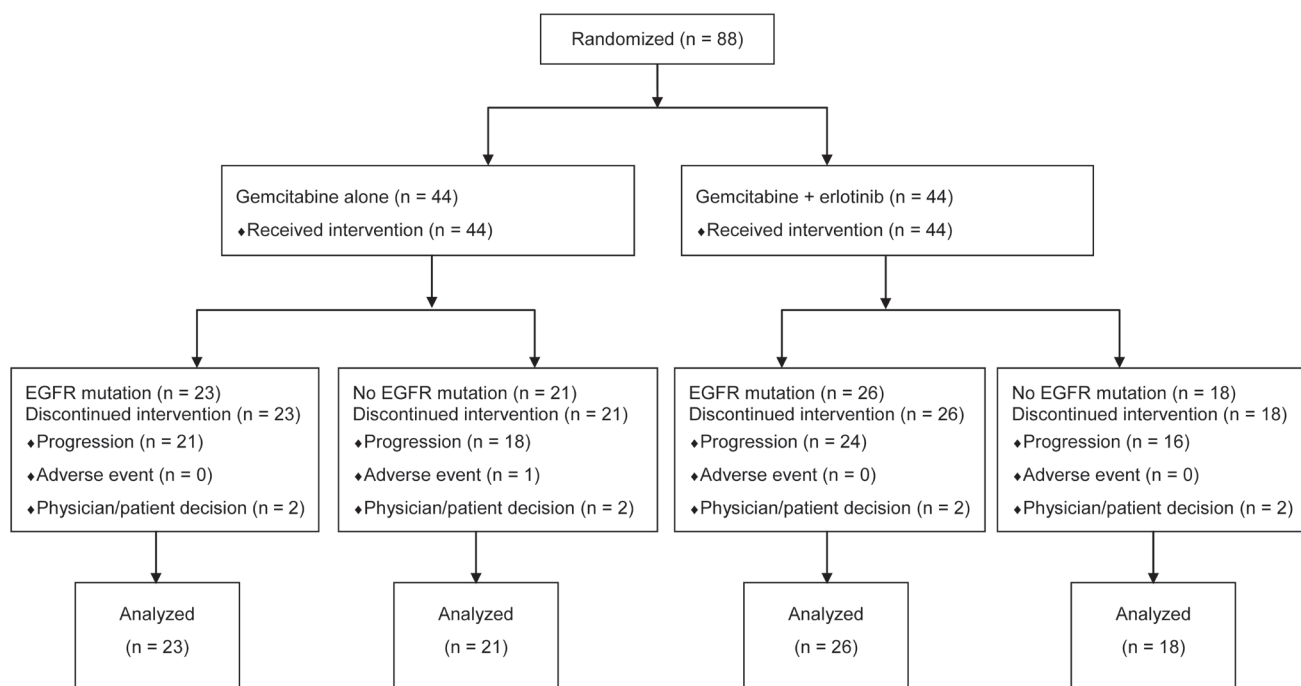 Randomized (n = 88)
Gemcitabine alone (n = 44)
♦Received intervention (n = 44)
Gemcitabine + erlotinib (n = 44)
♦Received intervention (n = 44)
EGFR mutation (n = 23)
Discontinued intervention (n = 23)
♦Progression (n = 21)
♦Adverse event (n = 0)
♦Physician/patient decision (n = 2)
No EGFR mutation (n = 21)
Discontinued intervention (n = 21)
♦Progression (n = 18)
♦Adverse event (n = 1)
♦Physician/patient decision (n = 2)
EGFR mutation (n = 26)
Discontinued intervention (n = 26)
♦Progression (n = 24)
♦Adverse event (n = 0)
♦Physician/patient decision (n = 2)
No EGFR mutation (n = 18)
Discontinued intervention (n = 18)
♦Progression (n = 16)
♦Adverse event (n = 0)
♦Physician/patient decision (n = 2)
Analyzed
(n = 23)
Analyzed
(n = 21)
Analyzed
(n = 26)
Analyzed
(n = 18)